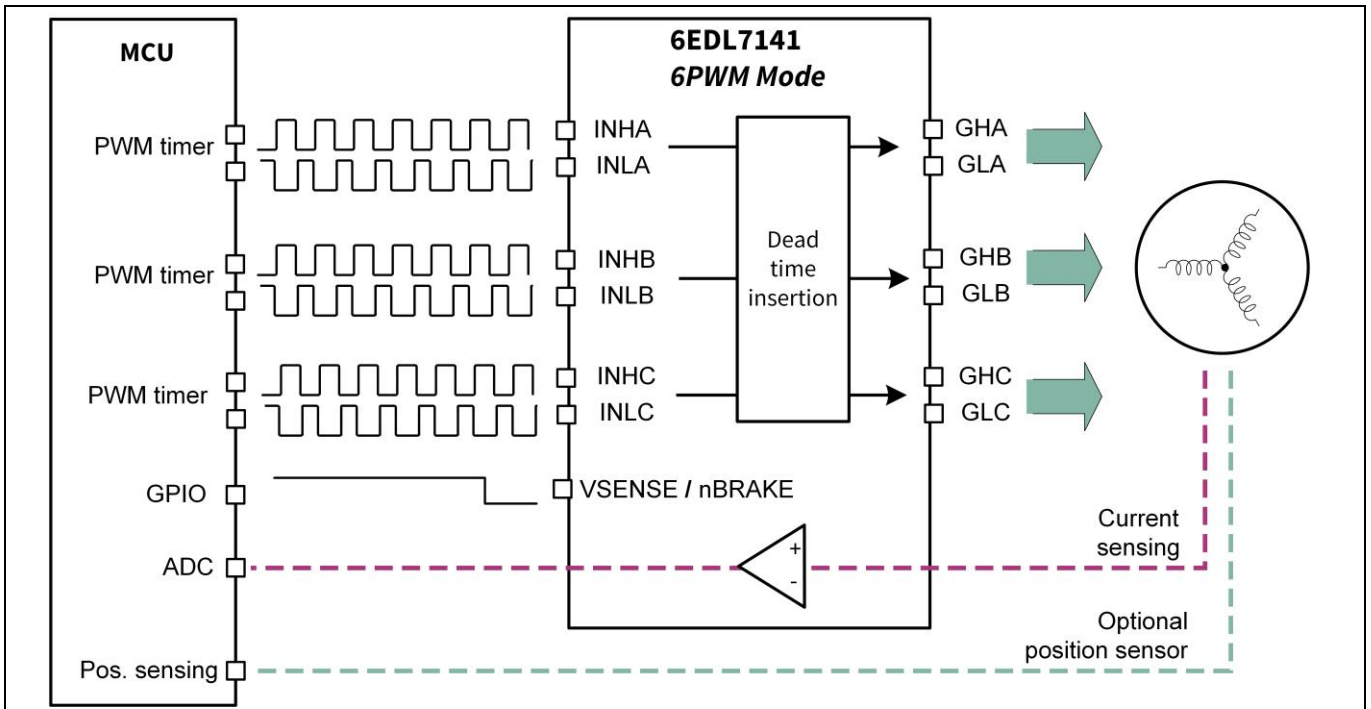 MCU
6EDL7141
6PWM Mode
PWM timer
INHA
GHA
INLA
GLA
PWM timer
INHB
GHB
INLB
GLB
Dead
time
insertion
PWM timer
INHC
GHC
INLC
GLC
GPIO
VSENSE / nBRAKE
ADC
+
-
Current
sensing
Pos. sensing
Optional
position sensor